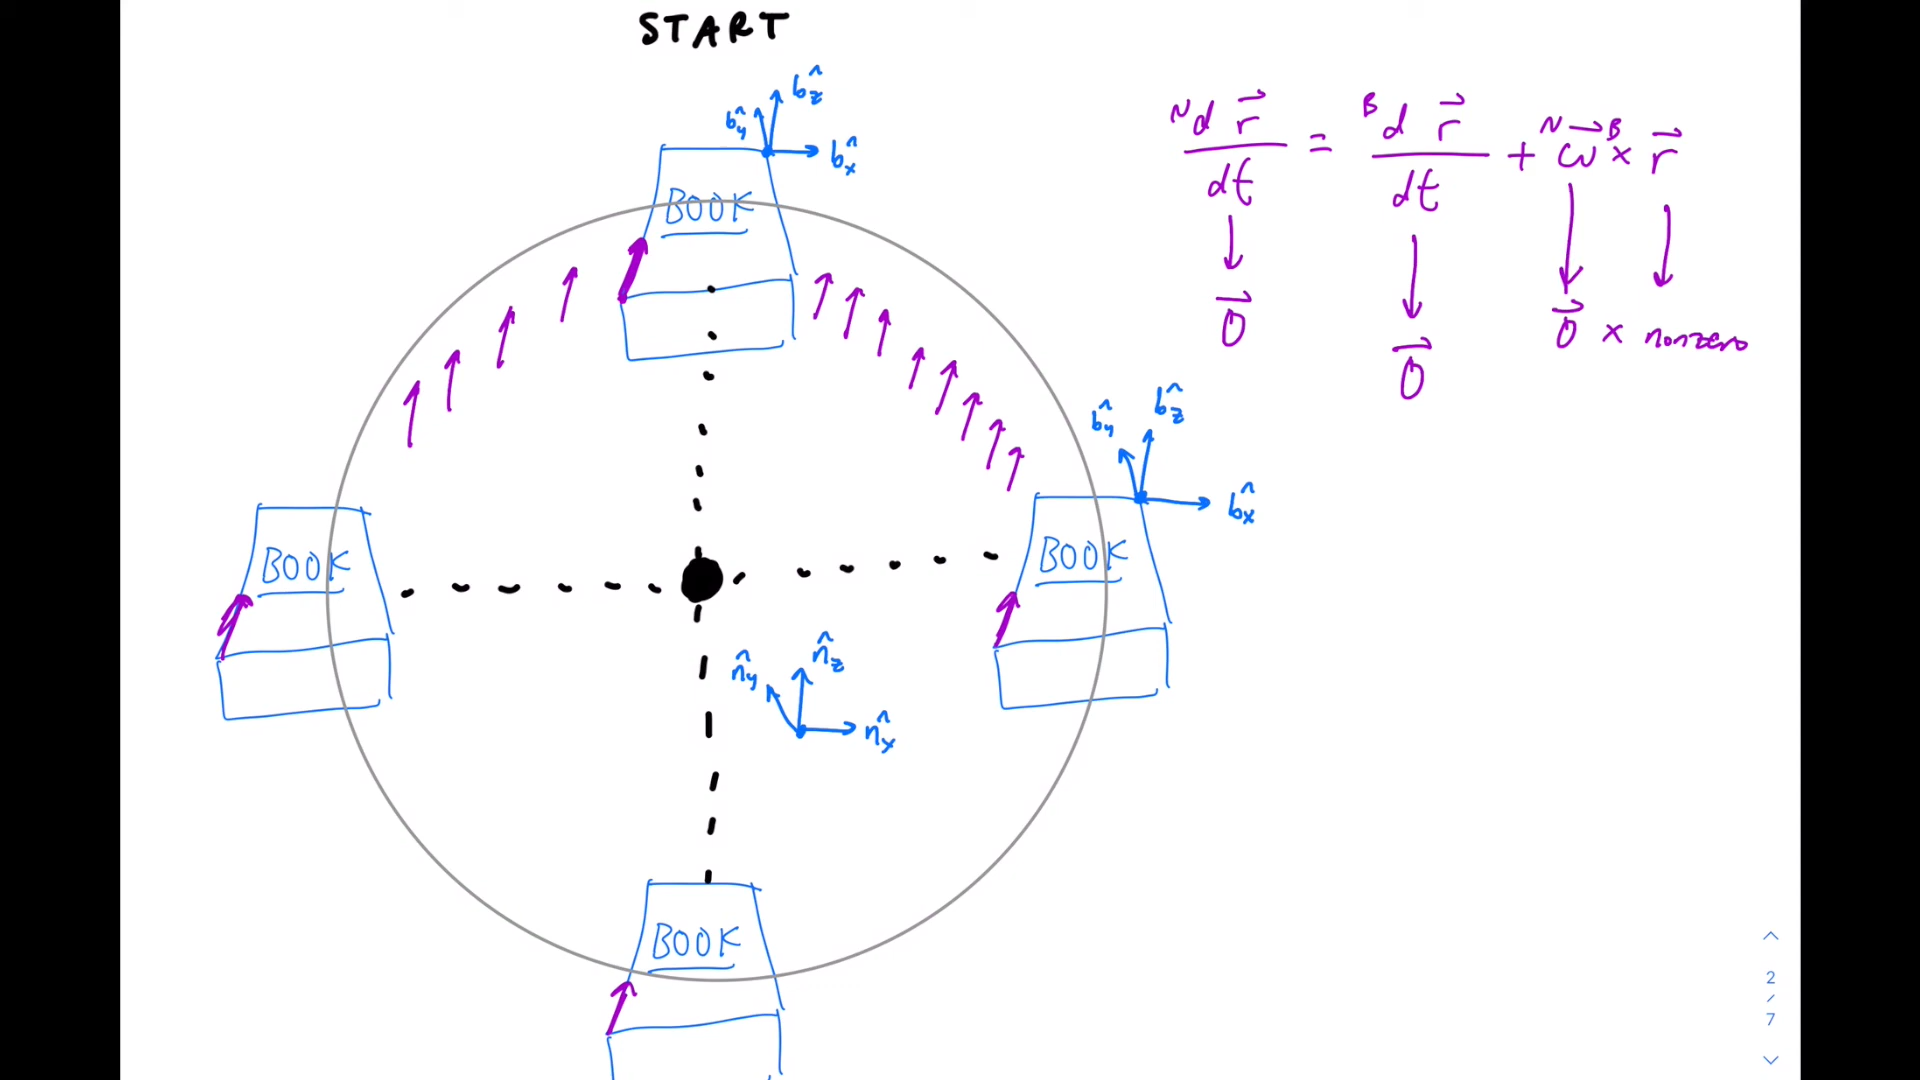 START
b̂z
b̂y
b̂x
BOOK
ᴺd r⃗ / dt = ᴮd r⃗ / dt + ᴺω⃗ᴮ × r⃗
0⃗
0⃗
0⃗ × nonzero
b̂y
b̂z
b̂x
BOOK
BOOK
n̂y
n̂z
n̂x
BOOK
2
/
7